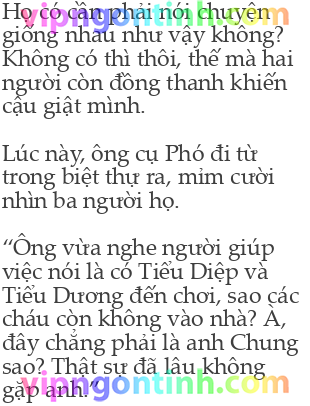 Họ có cần phải nói chuyện
giống nhau như vậy không?
Không có thì thôi, thế mà hai
người còn đồng thanh khiến
cậu giật mình.
Lúc này, ông cụ Phó đi từ
trong biệt thự ra, mỉm cười
nhìn ba người họ.
“Ông vừa nghe người giúp
việc nói là có Tiểu Diệp và
Tiểu Dương đến chơi, sao các
cháu còn không vào nhà? À,
đây chẳng phải là anh Chung
sao? Thật sự đã lâu không
gặp anh.”
vipngontinh.com
vipngontinh.com